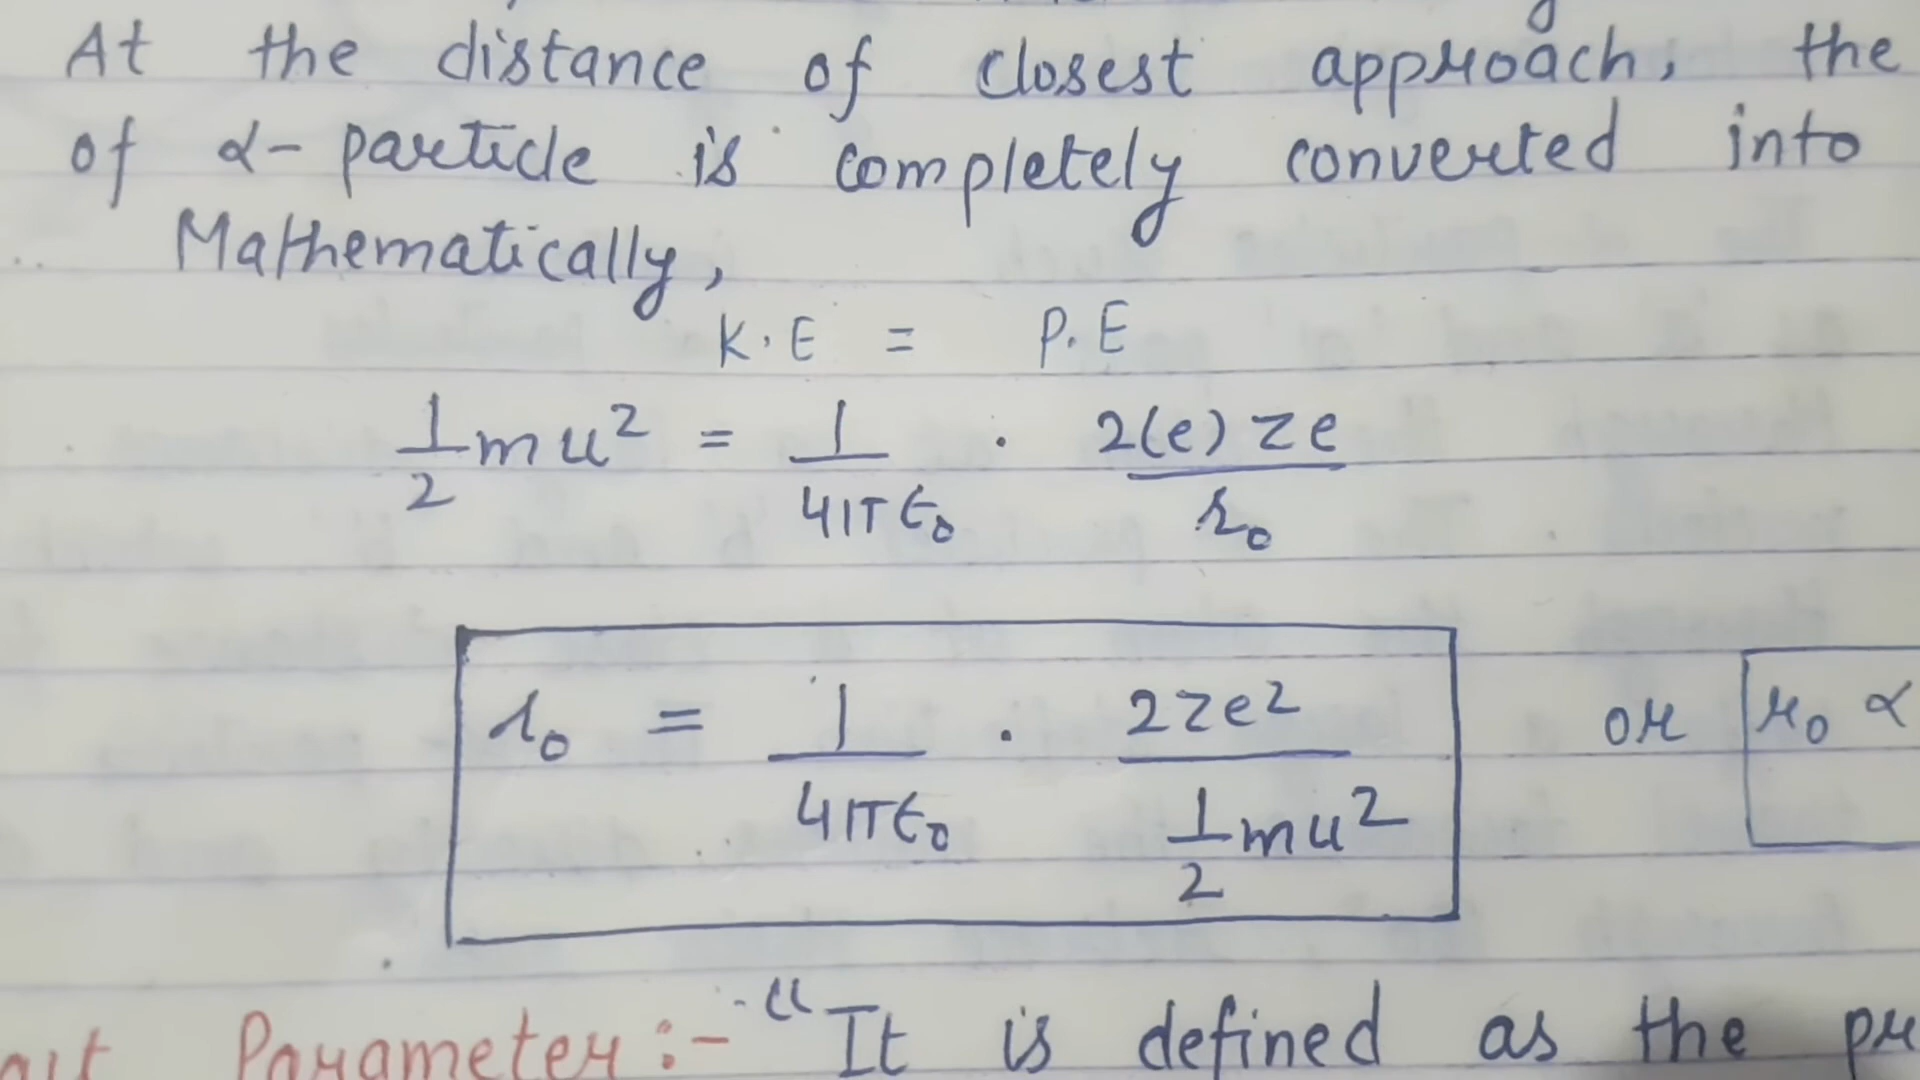 At the distance of closest approach, the
of α-particle is completely converted into
Mathematically,
K.E = P.E
1/2 mu² = 1/4πϵ₀ . 2(e) ze/r₀
r₀ = 1/4πϵ₀ . 2ze²/1/2 mu² or r₀ α
Parameter :- "It is defined as the